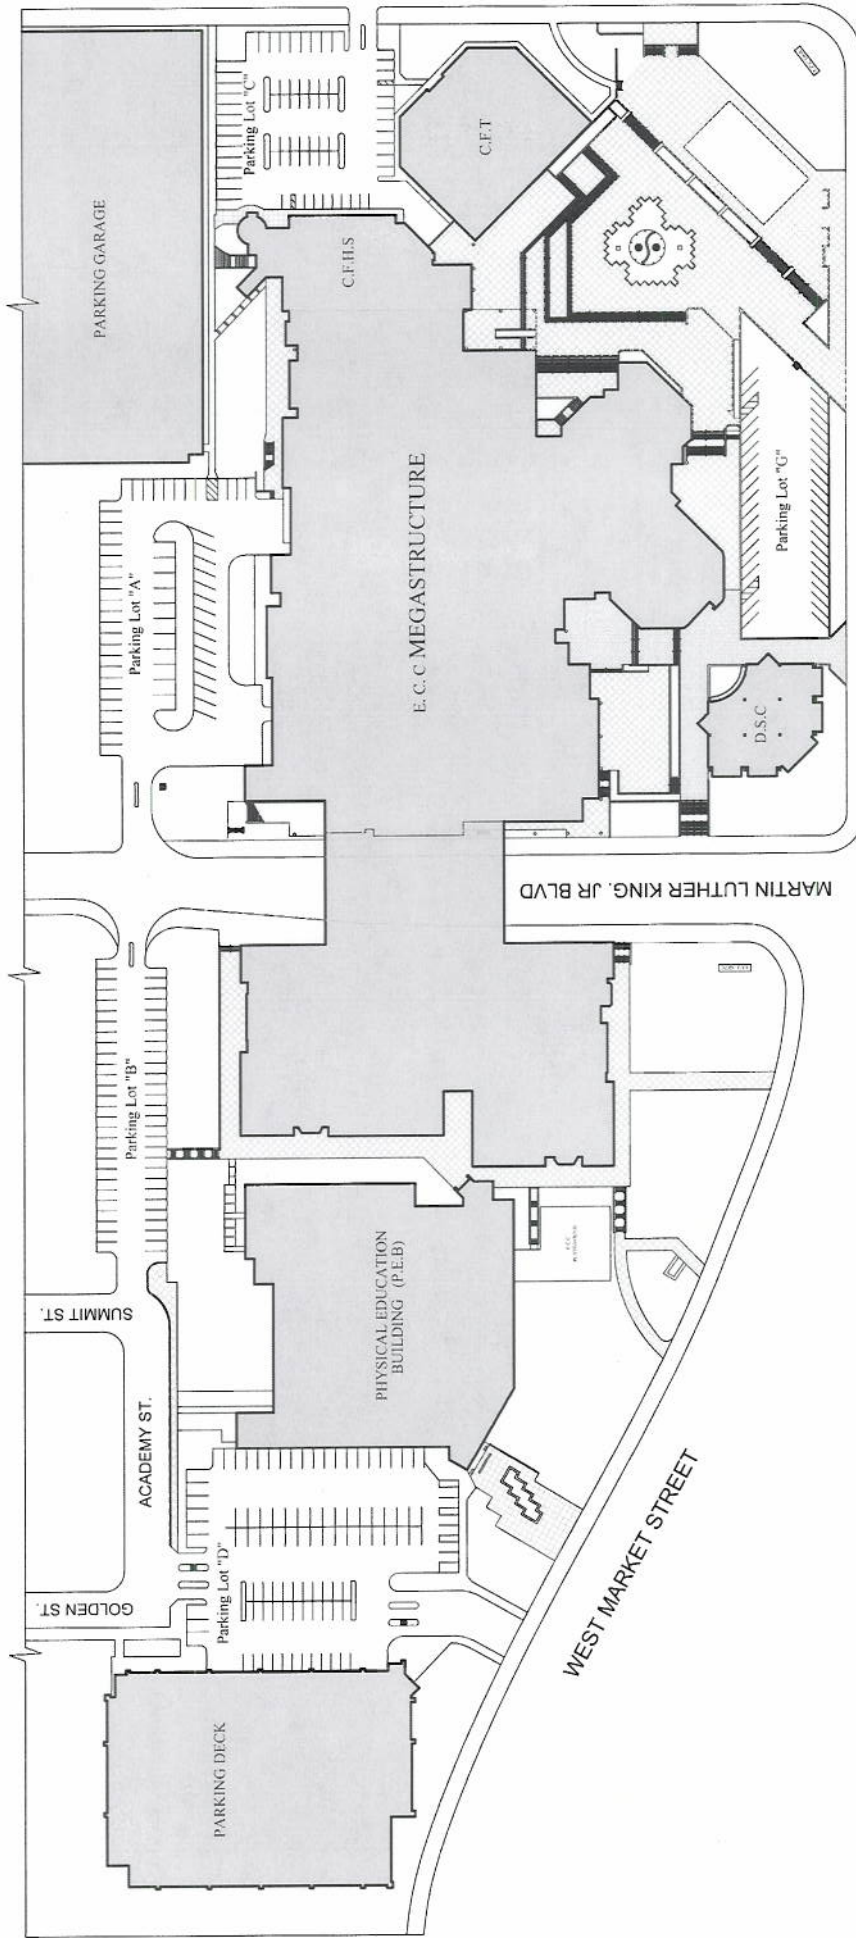 PARKING GARAGE
Parking Lot "C"
C.F.T
C.F.H.S
Parking Lot "A"
E. C. C MEGASTRUCTURE
Parking Lot "G"
D.S.C
MARTIN LUTHER KING. JR BLVD
Parking Lot "B"
SUMMIT ST.
ACADEMY ST.
PHYSICAL EDUCATION
BUILDING (P.E.B)
GOLDEN ST.
Parking Lot "D"
WEST MARKET STREET
PARKING DECK